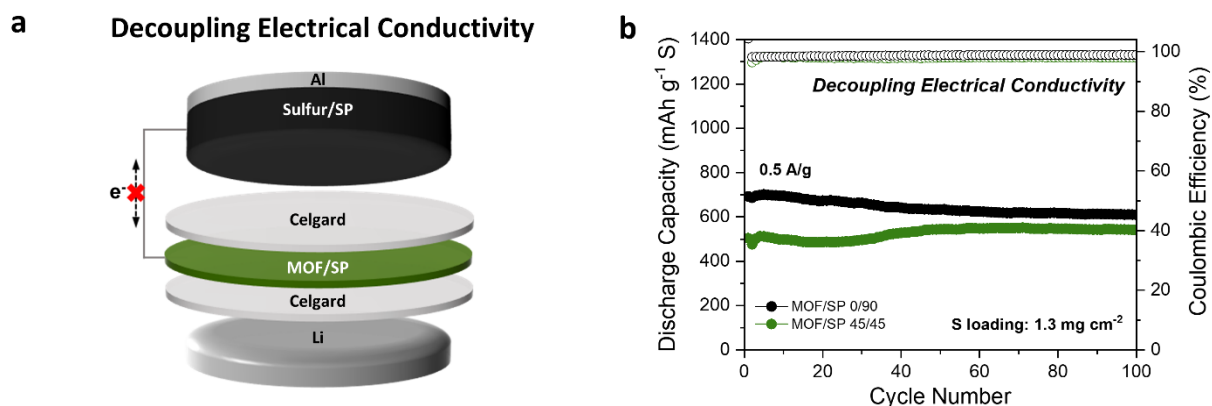 a
Decoupling Electrical Conductivity
Al
Sulfur/SP
e-
Celgard
MOF/SP
Celgard
Li
b
Discharge Capacity (mAh g-1 S)
1400
1200
1000
800
600
400
200
0
Decoupling Electrical Conductivity
0.5 A/g
MOF/SP 0/90
MOF/SP 45/45
S loading: 1.3 mg cm-2
0 20 40 60 80 100
Cycle Number
100
80
60
40
20
0
Coulombic Efficiency (%)